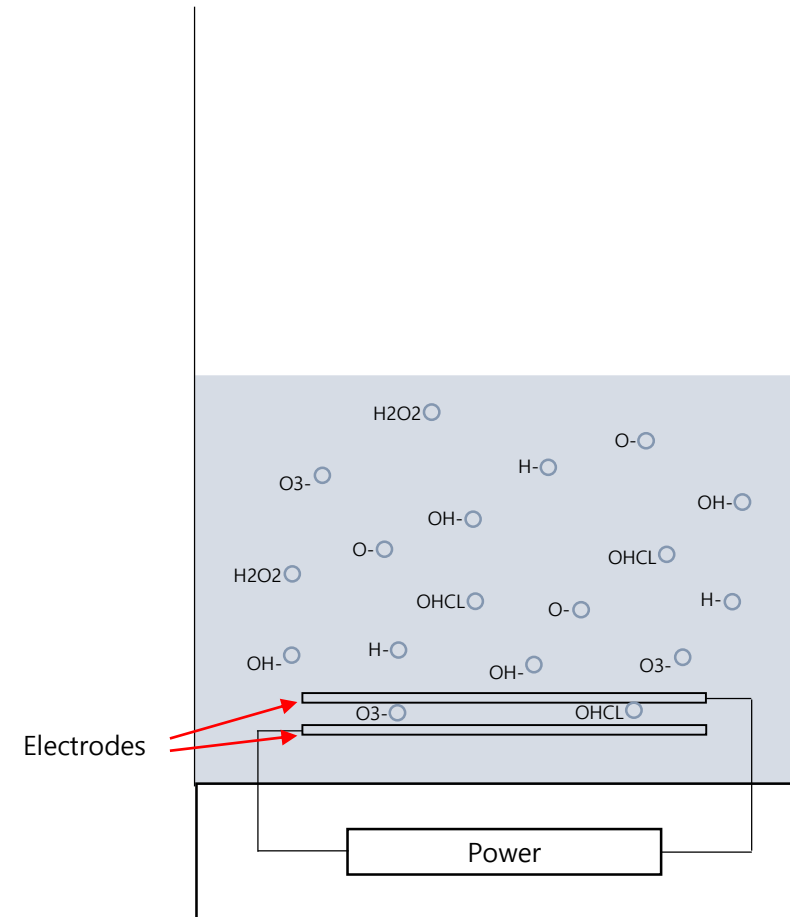 H2O2
O-
H-
O3-
OH-
OH-
O-
OHCL
H2O2
OHCL
O-
H-
H-
OH-
OH-
O3-
O3-
OHCL
Electrodes
Power